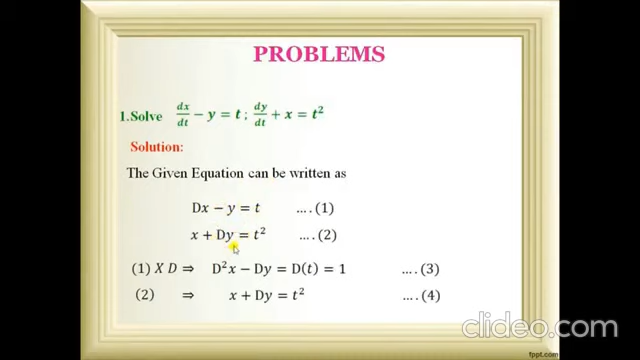 PROBLEMS
1.Solve dx/dt − y = t ; dy/dt + x = t²
Solution:
The Given Equation can be written as
Dx − y = t …. (1)
x + Dy = t² ….(2)
(1) X D ⇒ D²x − Dy = D(t) = 1 ….(3)
(2) ⇒ x + Dy = t² ….(4)
clideo.com
fppt.com